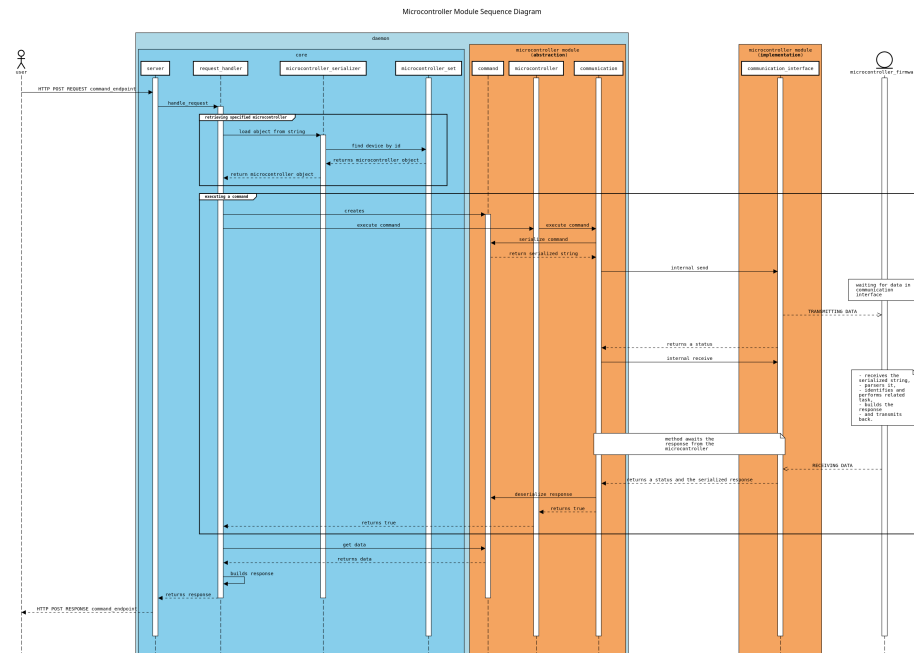 Microcontroller Module Sequence Diagram
daemon
core
microcontroller module
(abstraction)
microcontroller module
(implementation)
user
server
request_handler
microcontroller_serializer
microcontroller_set
command
microcontroller
communication
communication_interface
microcontroller_firmwa
HTTP POST REQUEST command_endpoint
handle_request
retrieving specified microcontroller
load object from string
find device by id
returns microcontroller object
return microcontroller object
executing a command
creates
execute command
execute command
serialize command
return serialized string
internal send
waiting for data in
communication
interface
TRANSMITTING DATA
returns a status
internal receive
- receives the
serialized string,
- parsers it,
- identifies and
performs related
task,
- builds the
response
- and transmits
back.
method awaits the
response from the
microcontroller
RECEIVING DATA
returns a status and the serialized response
deserialize response
returns true
returns true
get data
returns data
builds response
returns response
HTTP POST RESPONSE command_endpoint